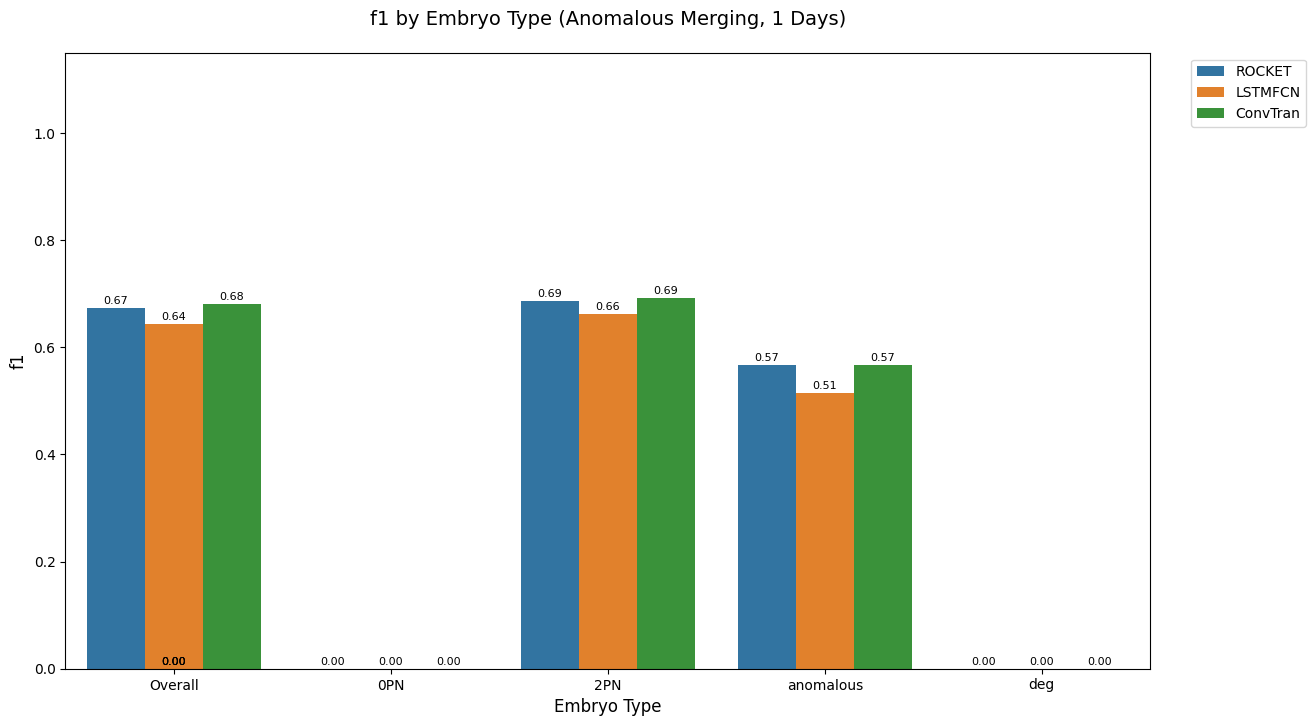 f1 by Embryo Type (Anomalous Merging, 1 Days)
ROCKET
LSTMFCN
ConvTran
f1
1.0
0.8
0.6
0.4
0.2
0.0
0.67
0.64
0.68
0.00
0.00
0.00
0.00
0.69
0.66
0.69
0.57
0.51
0.57
0.00
0.00
0.00
Overall
0PN
2PN
anomalous
deg
Embryo Type